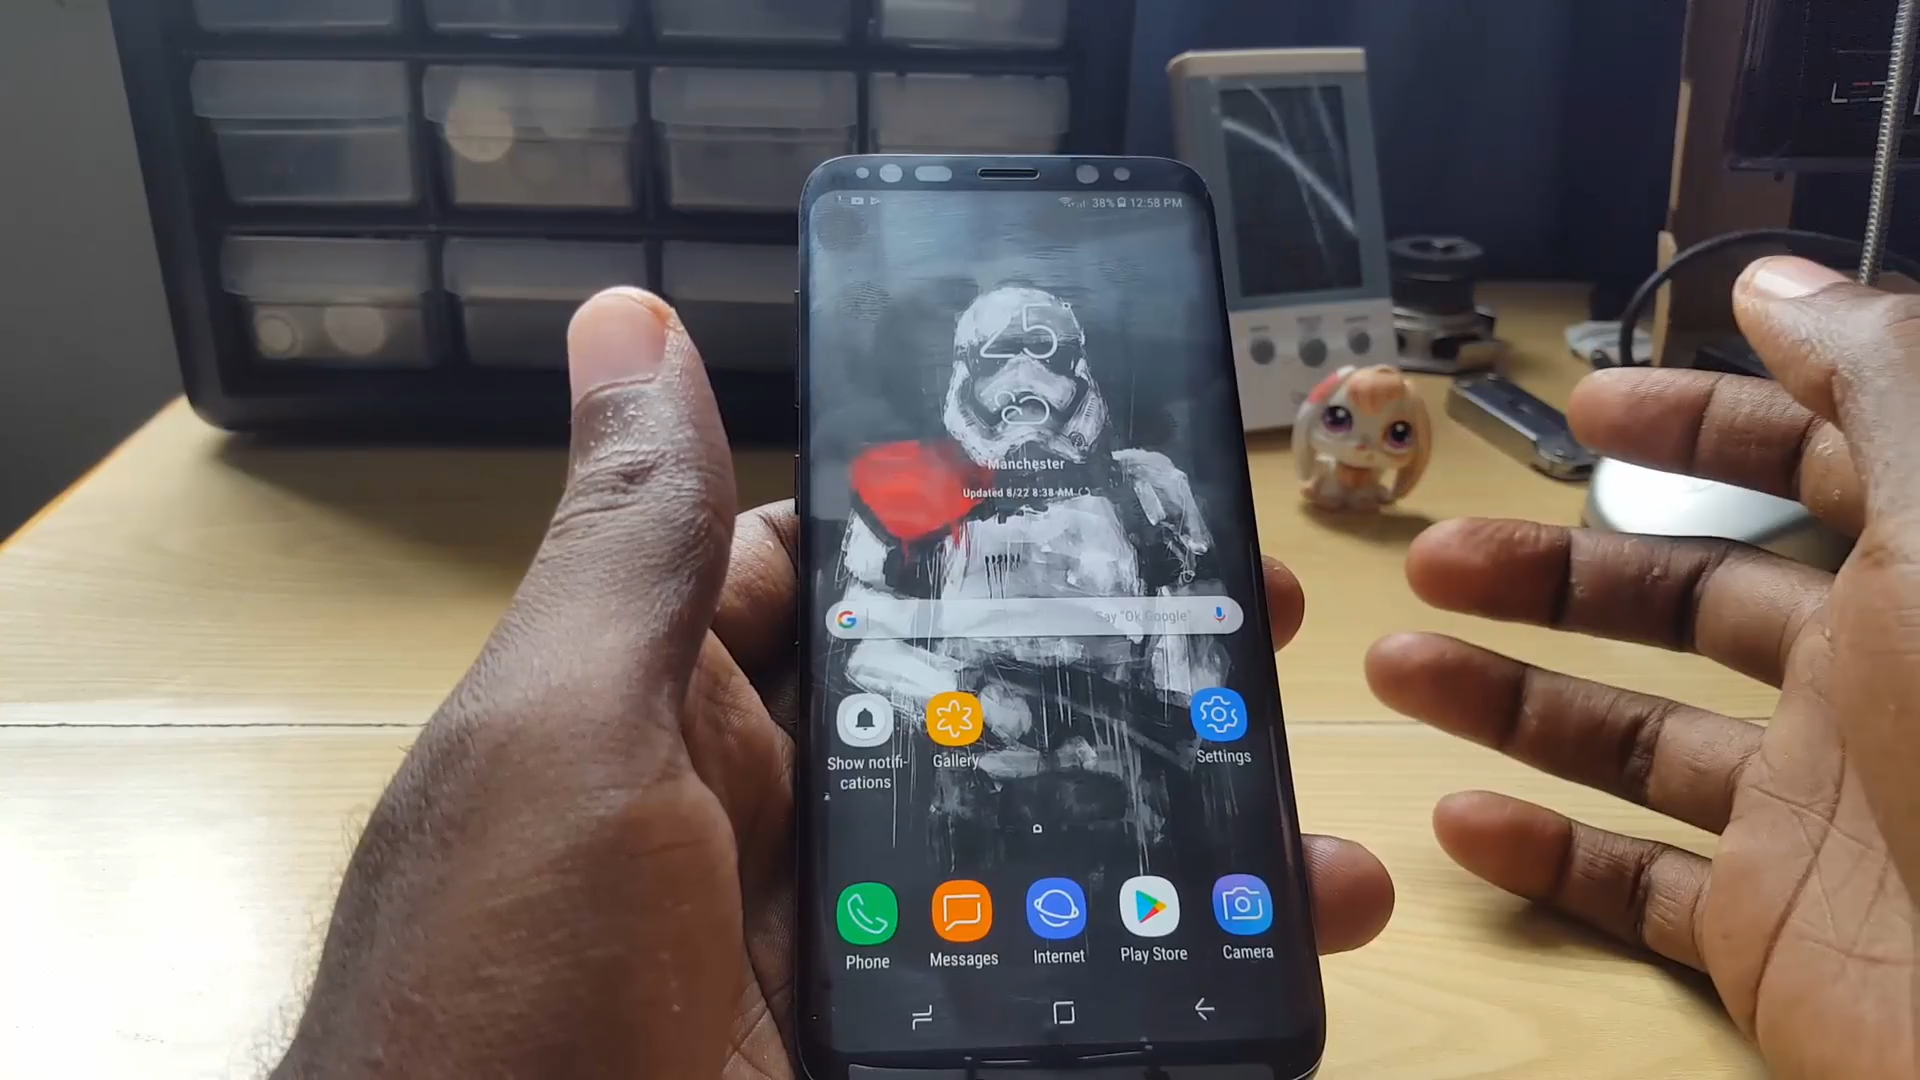 38% 12:58 PM
25
Manchester
Updated 8/22 8:38 AM
Say "Ok Google"
Show notifi-
cations
Gallery
Settings
Phone
Messages
Internet
Play Store
Camera